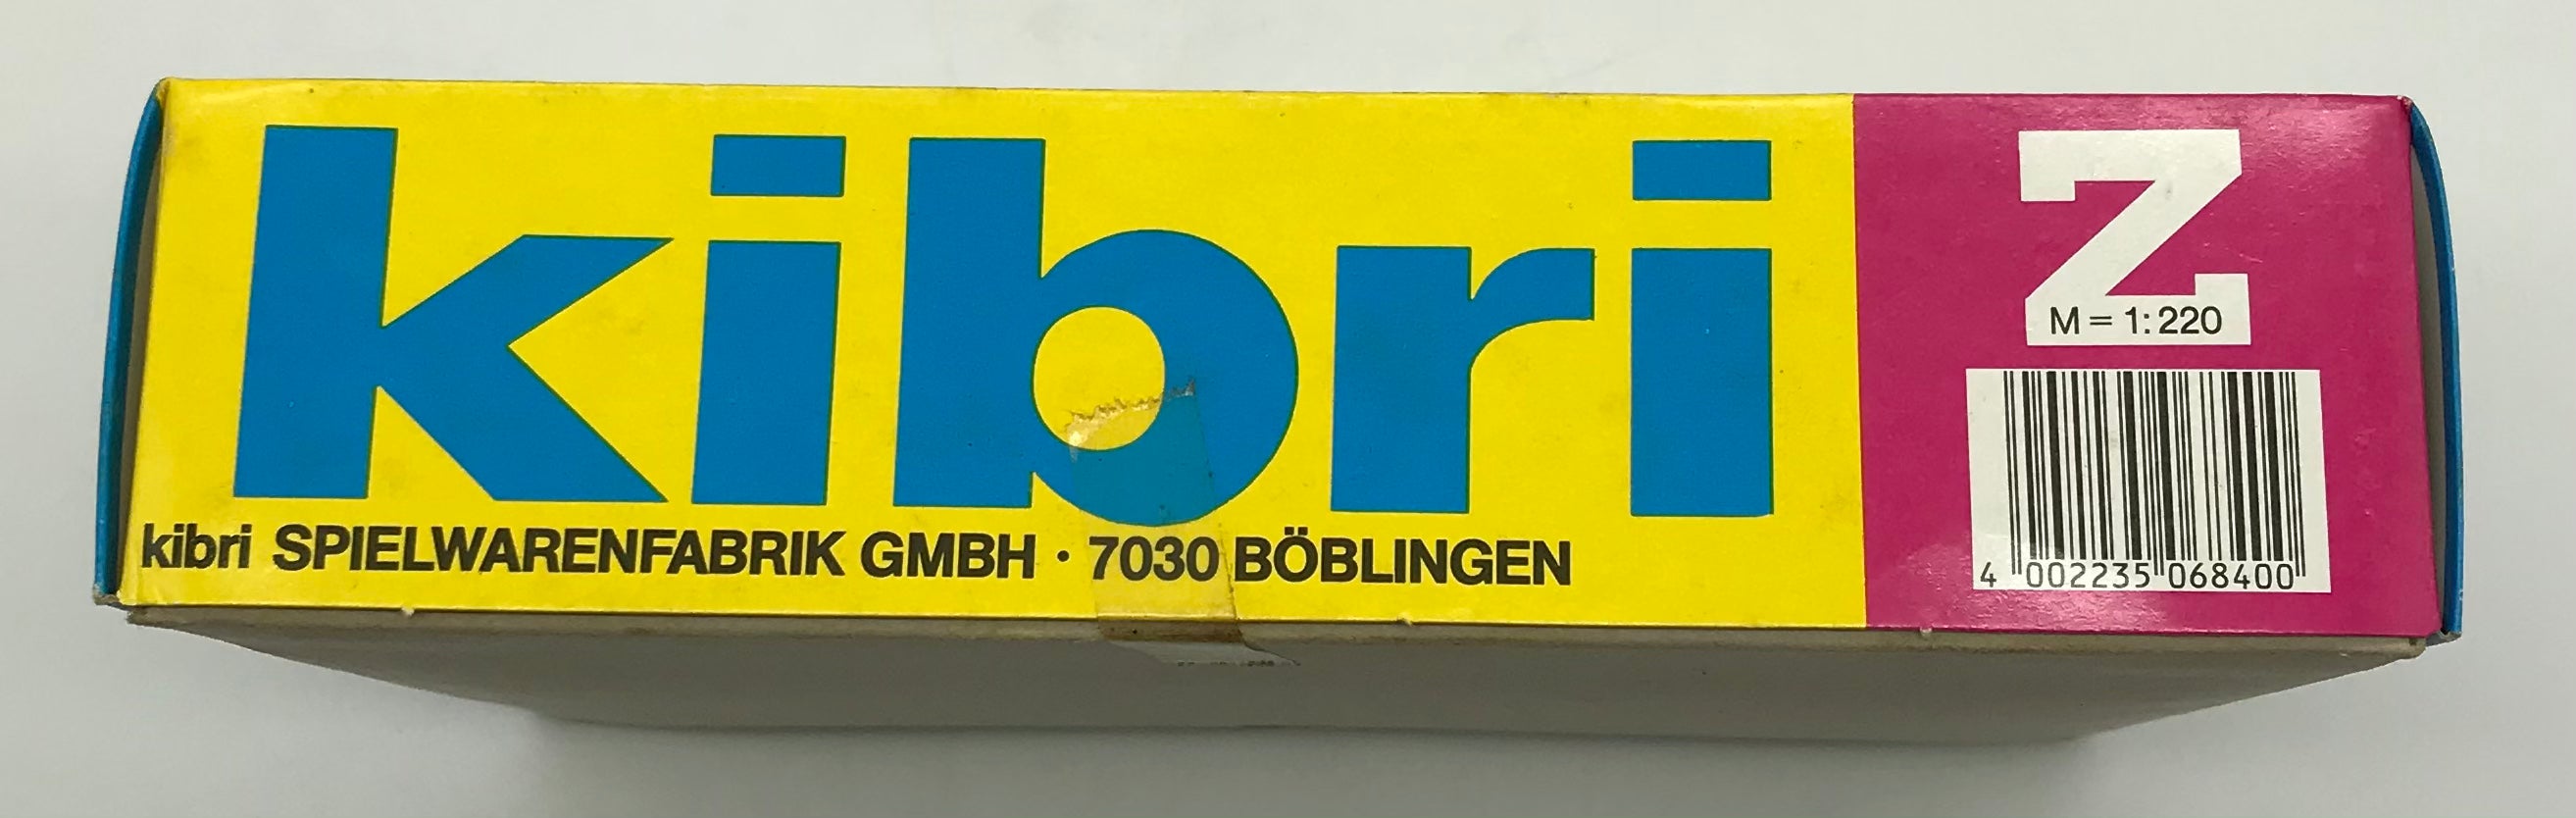 kibri
kibri SPIELWARENFABRIK GMBH · 7030 BÖBLINGEN
Z
M = 1:220
4 002235 068400